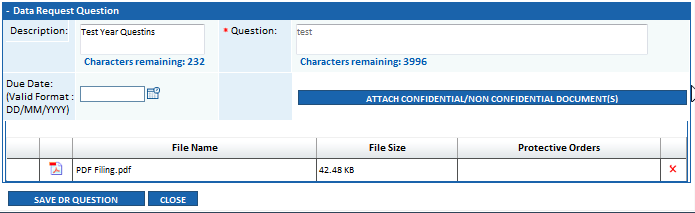 - Data Request Question
Description: Test Year Questins * Question: test
Characters remaining: 232 Characters remaining: 3996
Due Date:
(Valid Format :
DD/MM/YYYY)
ATTACH CONFIDENTIAL/NON CONFIDENTIAL DOCUMENT(S)
File Name File Size Protective Orders
PDF Filing.pdf 42.48 KB X
SAVE DR QUESTION CLOSE